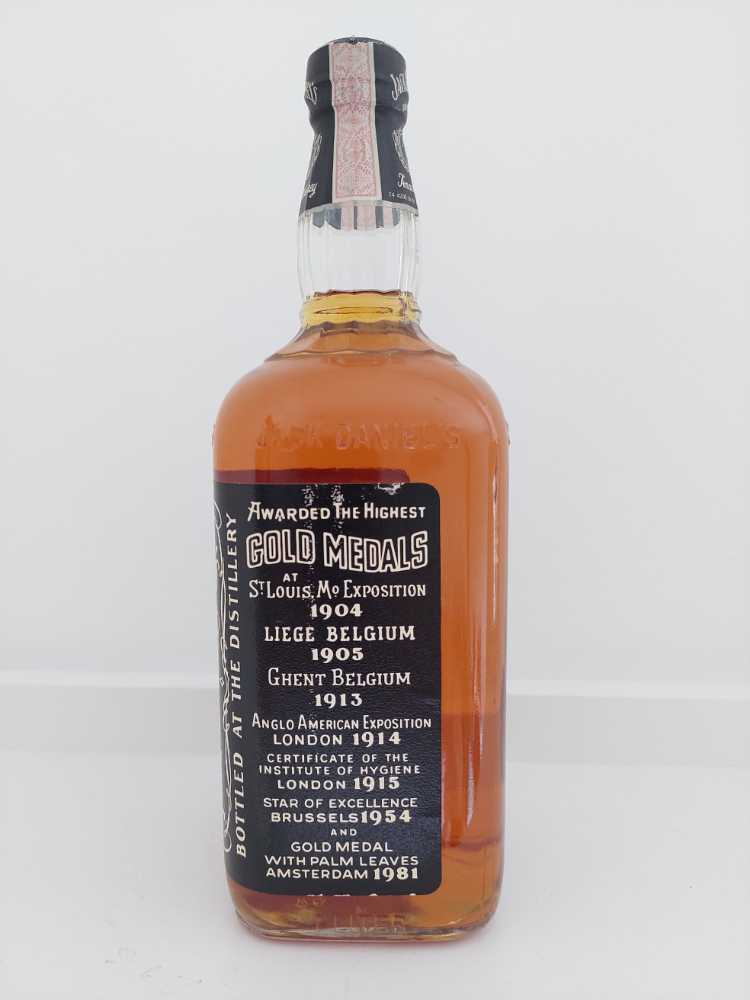 JACK DANIEL'S
AWARDED THE HIGHEST
GOLD MEDALS
AT
ST LOUIS, MO EXPOSITION
1904
LIEGE BELGIUM
1905
GHENT BELGIUM
1913
ANGLO AMERICAN EXPOSITION
LONDON 1914
CERTIFICATE OF THE
INSTITUTE OF HYGIENE
LONDON 1915
STAR OF EXCELLENCE
BRUSSELS 1954
AND
GOLD MEDAL
WITH PALM LEAVES
AMSTERDAM 1981
BOTTLED AT THE DISTILLERY
LITER